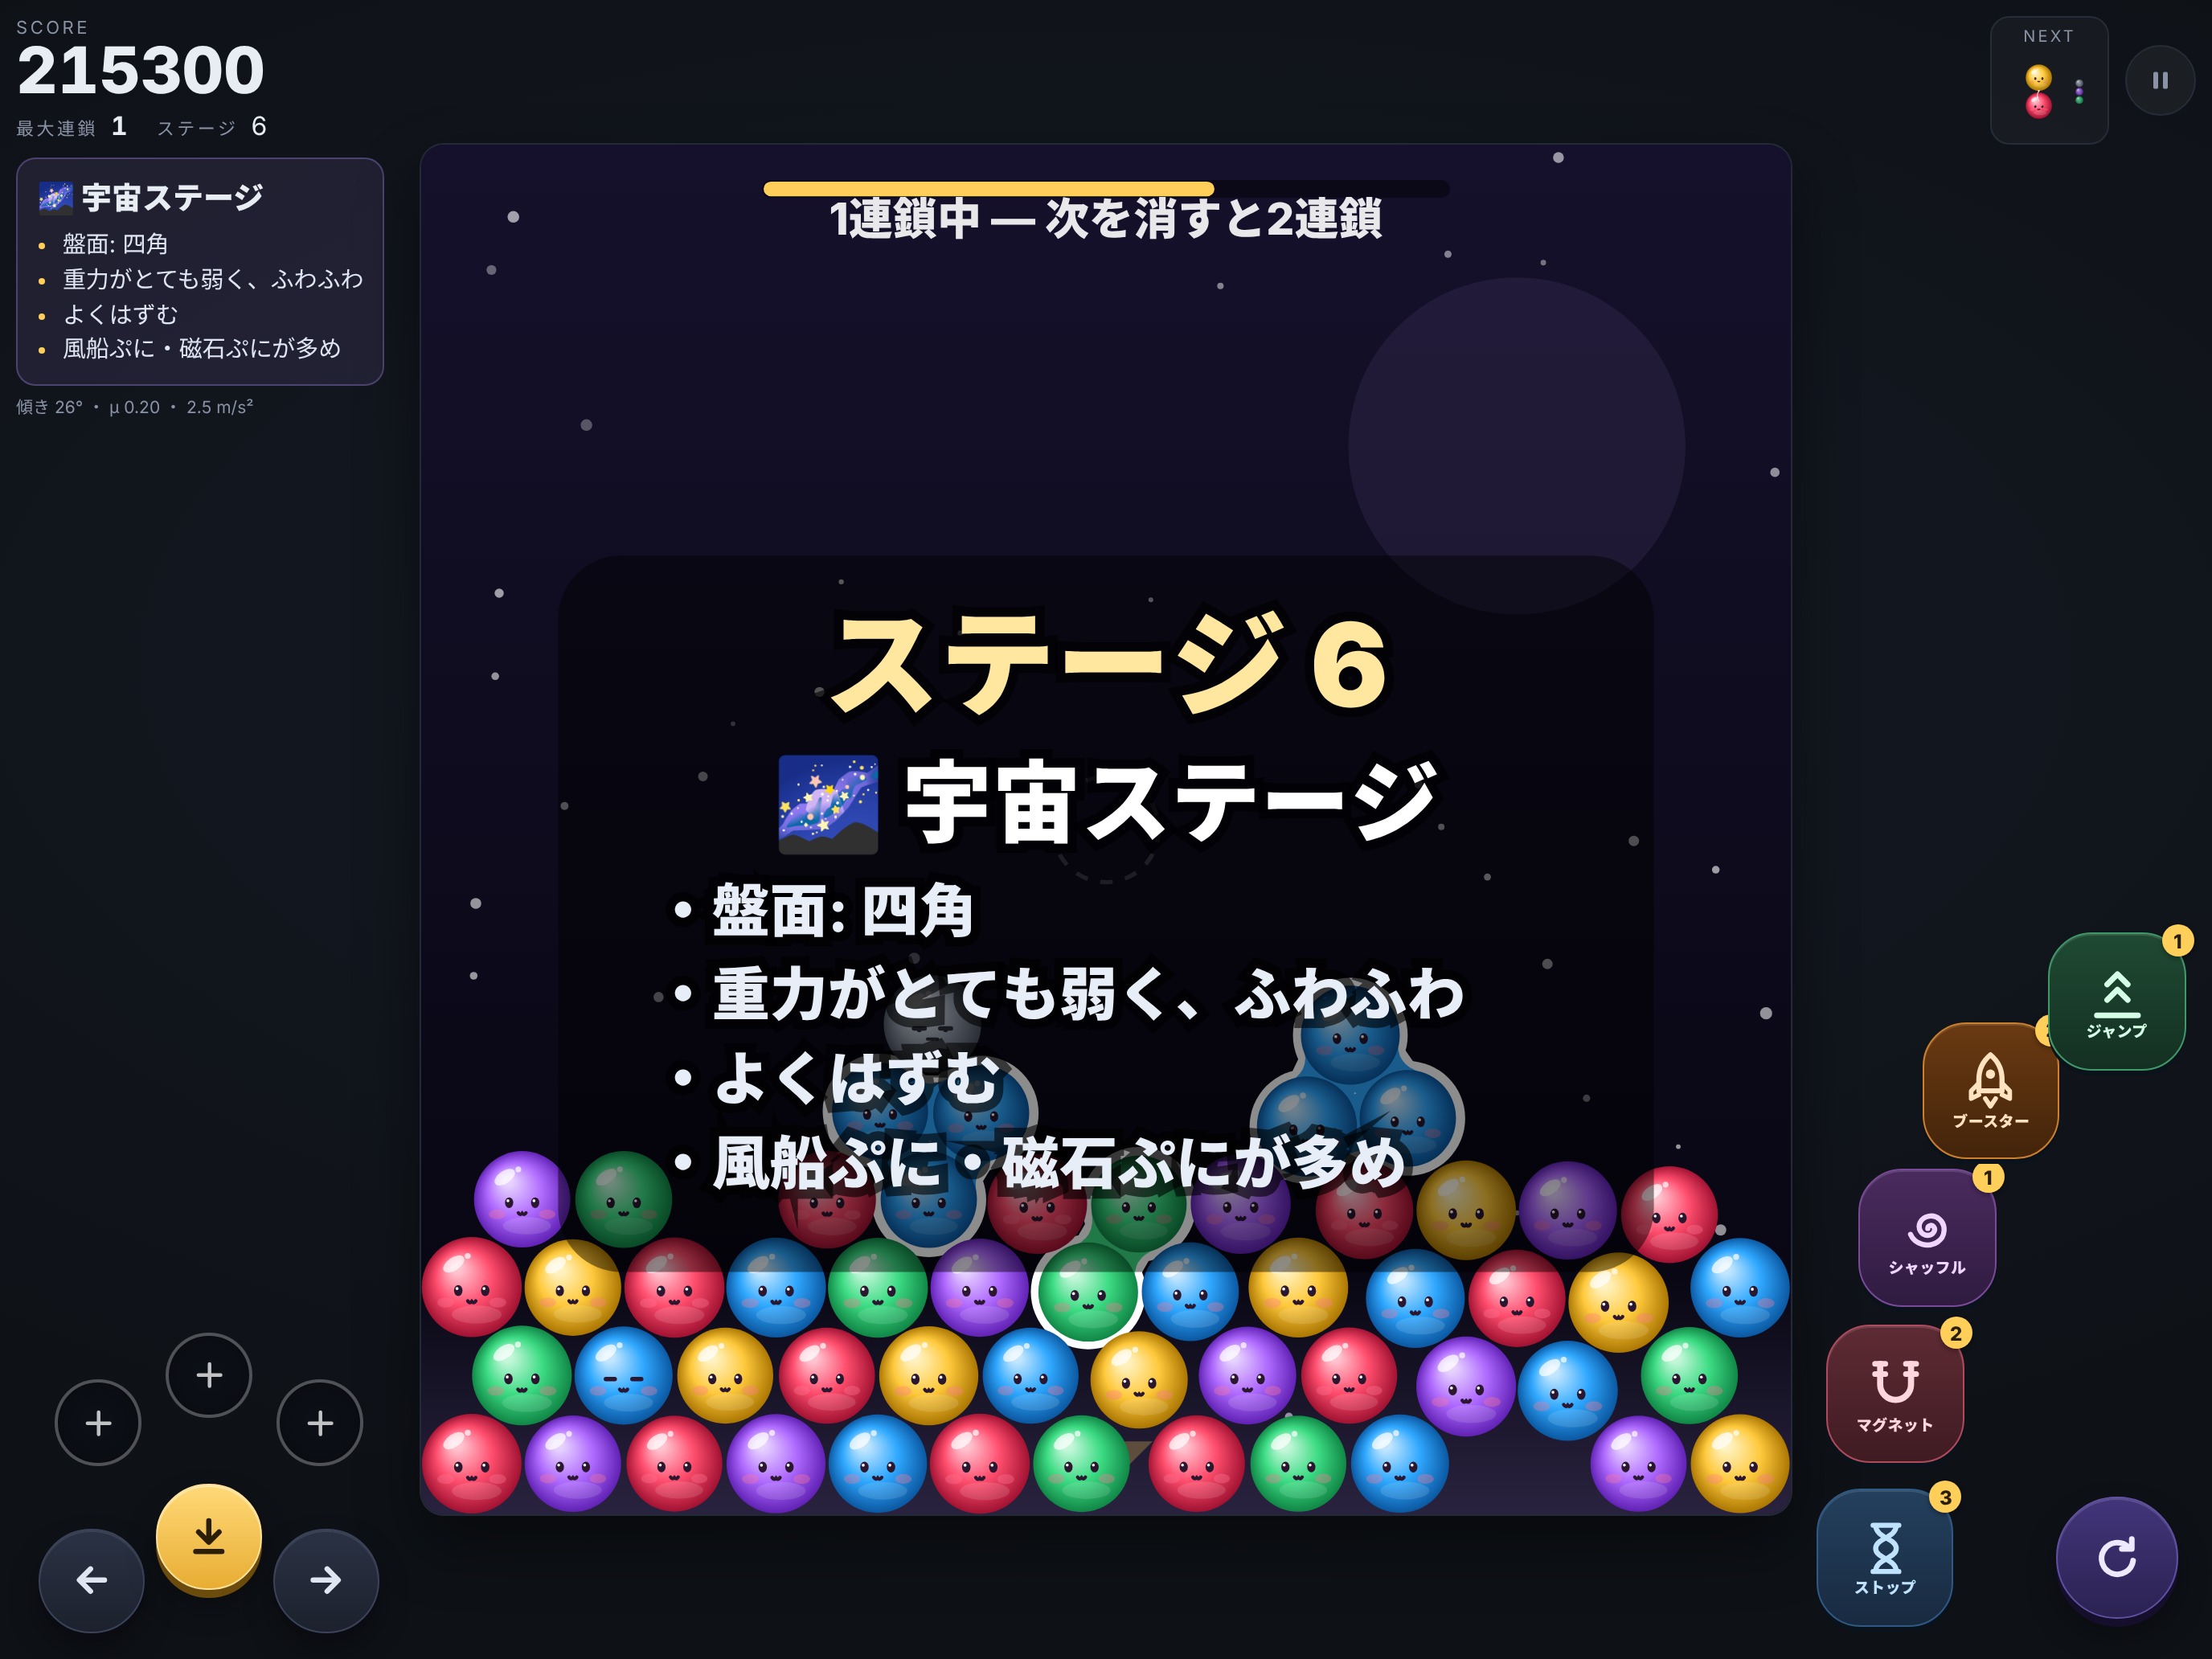 SCORE
215300
最大連鎖 1 ステージ 6
🌌 宇宙ステージ
• 盤面: 四角
• 重力がとても弱く、ふわふわ
• よくはずむ
• 風船ぷに・磁石ぷにが多め
傾き 26° ・ μ 0.20 ・ 2.5 m/s²
NEXT
1連鎖中 — 次を消すと2連鎖
ステージ 6
🌌 宇宙ステージ
• 盤面: 四角
• 重力がとても弱く、ふわふわ
• よくはずむ
• 風船ぷに・磁石ぷにが多め
1
ジャンプ
ブースター
1
シャッフル
2
マグネット
3
ストップ